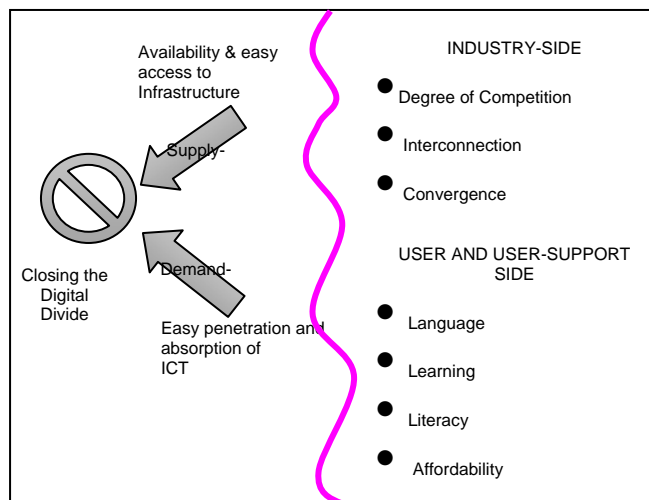 Availability & easy
access to
Infrastructure
Supply-
Demand-
Closing the
Digital
Divide
Easy penetration and
absorption of
ICT
INDUSTRY-SIDE
Degree of Competition
Interconnection
Convergence
USER AND USER-SUPPORT
SIDE
Language
Learning
Literacy
Affordability